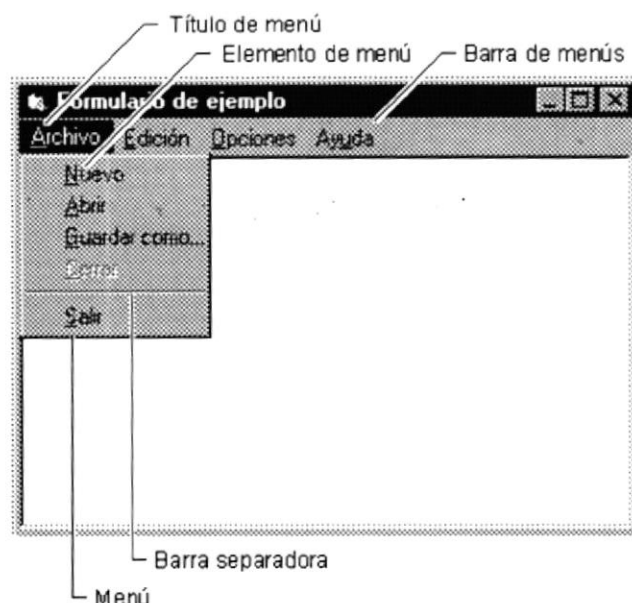 Título de menú
Elemento de menú
Barra de menús
Formulario de ejemplo
Archivo Edición Opciones Ayuda
Nuevo
Abrir
Guardar como...
Cerrar
Salir
Barra separadora
Menú